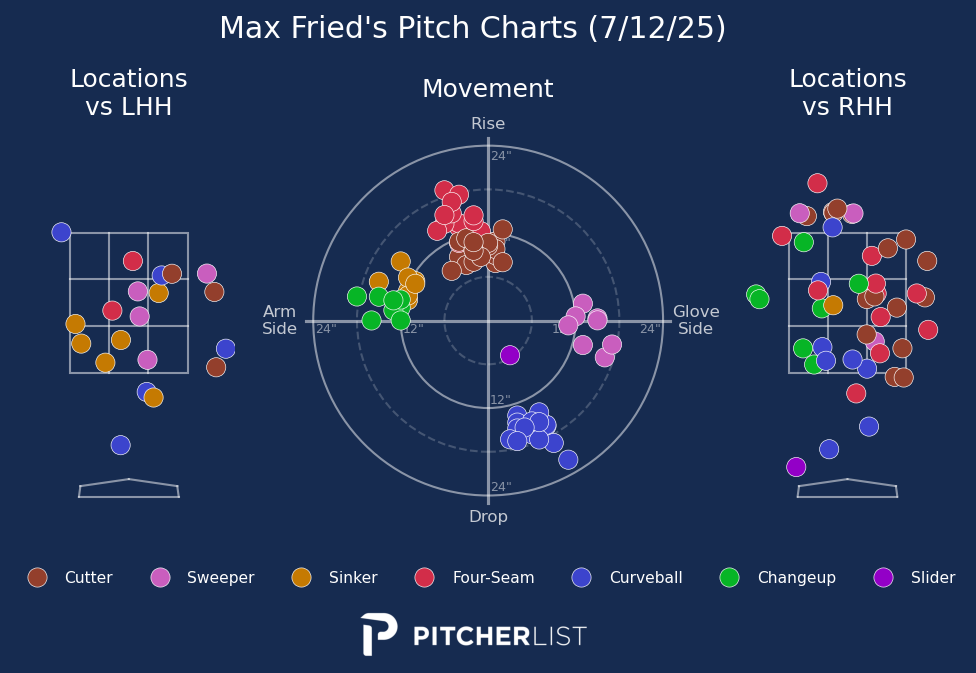 Max Fried's Pitch Charts (7/12/25)
Locations
vs LHH
Movement
Locations
vs RHH
Rise
24"
Arm
Side
24"
12"
24"
Glove
Side
12"
24"
Drop
Cutter
Sweeper
Sinker
Four-Seam
Curveball
Changeup
Slider
PITCHERLIST